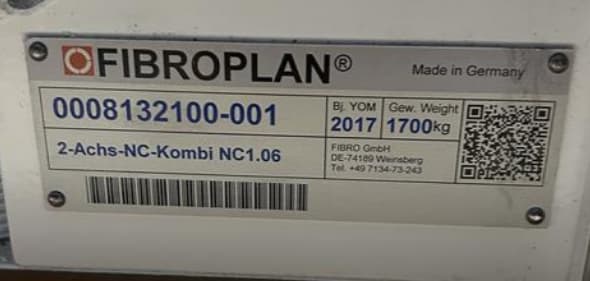 FIBROPLAN®
Made in Germany
0008132100-001
Bj. YOM
2017
Gew. Weight
1700kg
2-Achs-NC-Kombi NC1.06
FIBRO GmbH
DE-74189 Weinsberg
Tel. +49 7134-73-243